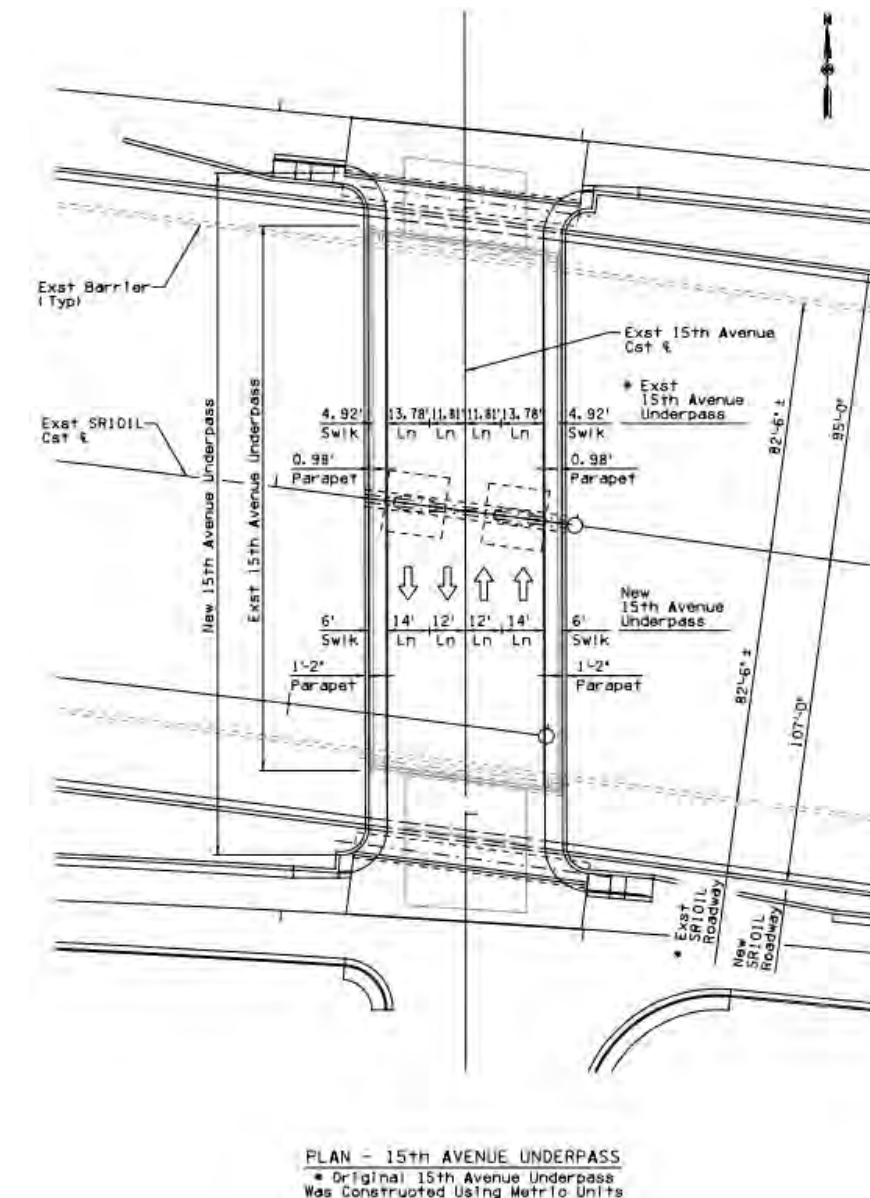 N
Exst Barrier
(Typ)
Exst 15th Avenue
Cst ℄
* Exst
15th Avenue
Underpass
Exst SR101L
Cst ℄
New 15th Avenue Underpass
Exst 15th Avenue Underpass
4.92' 13.78' 11.81' 11.81' 13.78' 4.92'
Swlk Ln Ln Ln Ln Swlk
0.98' 0.98'
Parapet Parapet
82'-6" ±
95'-0"
New
15th Avenue
Underpass
6' 14' 12' 12' 14' 6'
Swlk Ln Ln Ln Ln Swlk
1'-2" 1'-2"
Parapet Parapet
82'-6" ±
107'-0"
* Exst
SR101L
Roadway
New
SR101L
Roadway
PLAN - 15th AVENUE UNDERPASS
* Original 15th Avenue Underpass
Was Constructed Using Metric Units